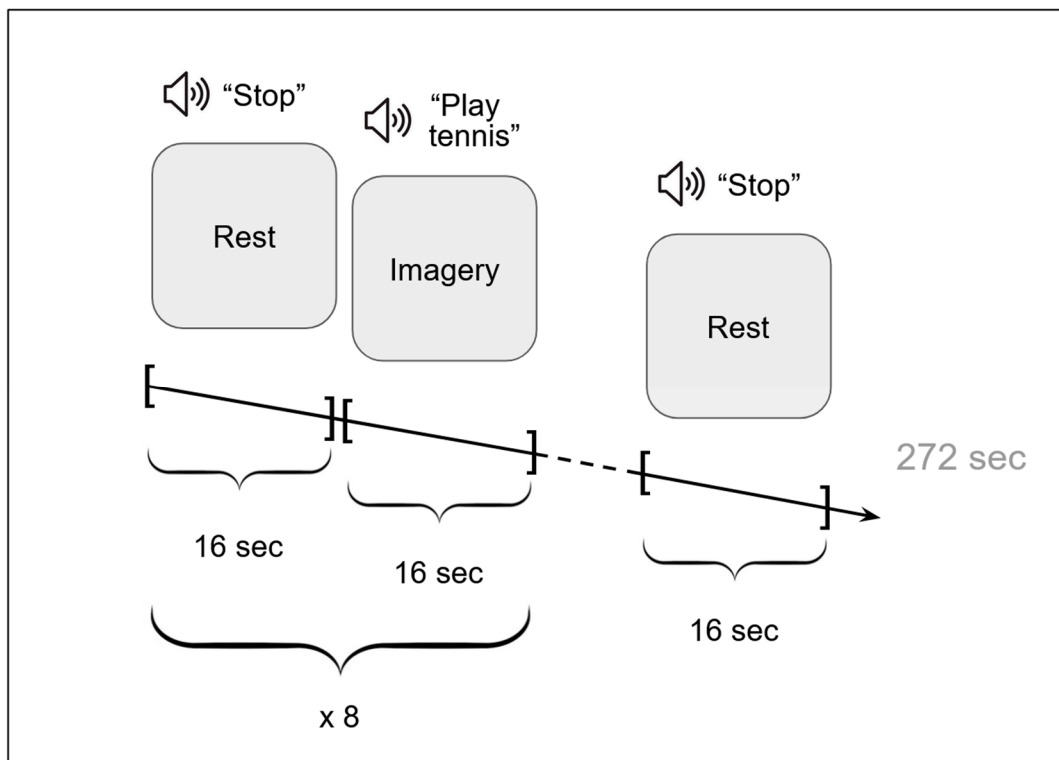 “Stop”
“Play
tennis”
“Stop”
Rest
Imagery
Rest
272 sec
16 sec
16 sec
16 sec
x 8